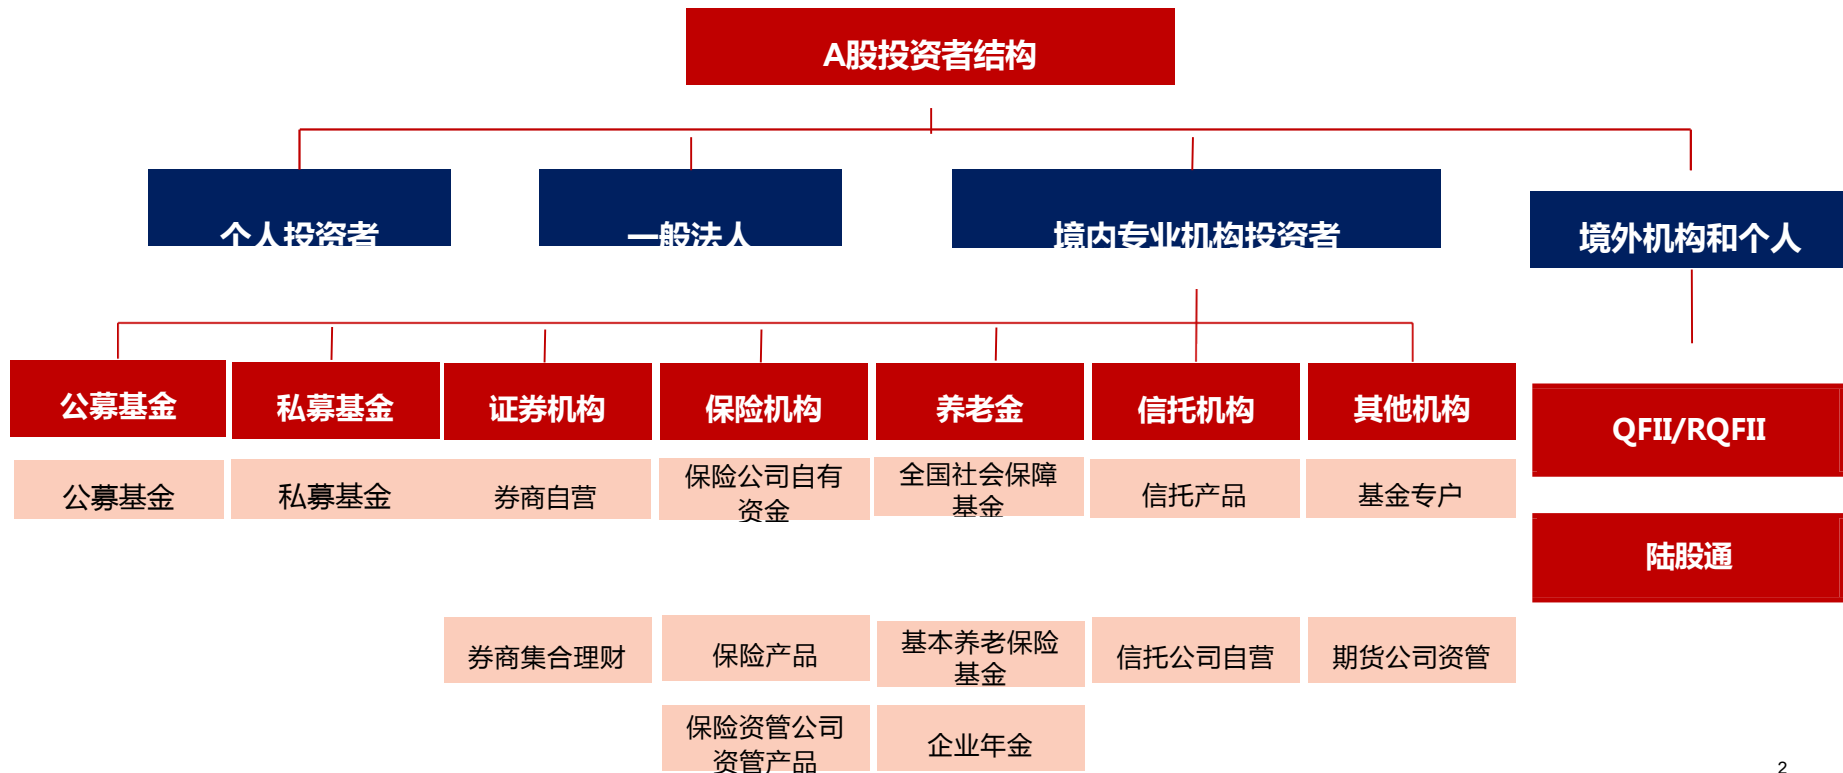 A股投资者结构
个人投资者
一般法人
境内专业机构投资者
境外机构和个人
公募基金
私募基金
证券机构
保险机构
养老金
信托机构
其他机构
QFII/RQFII
公募基金
私募基金
券商自营
保险公司自有
资金
全国社会保障
基金
信托产品
基金专户
陆股通
券商集合理财
保险产品
基本养老保险
基金
信托公司自营
期货公司资管
保险资管公司
资管产品
企业年金
2